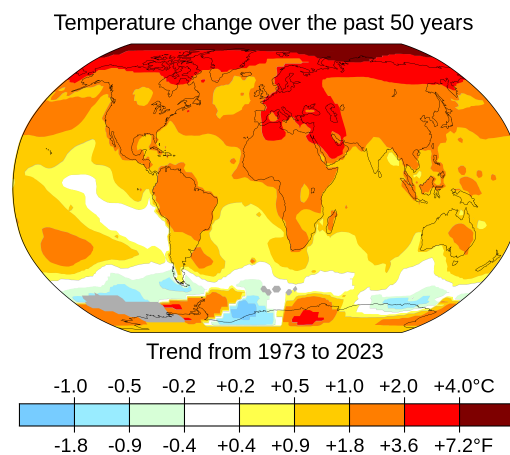 Temperature change over the past 50 years
Trend from 1973 to 2023
-1.0 -0.5 -0.2 +0.2 +0.5 +1.0 +2.0 +4.0°C
-1.8 -0.9 -0.4 +0.4 +0.9 +1.8 +3.6 +7.2°F